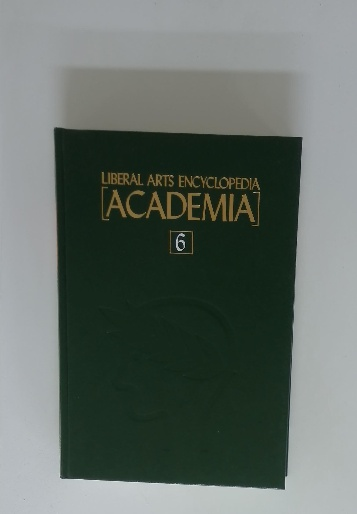 LIBERAL ARTS ENCYCLOPEDIA
[ACADEMIA]
6